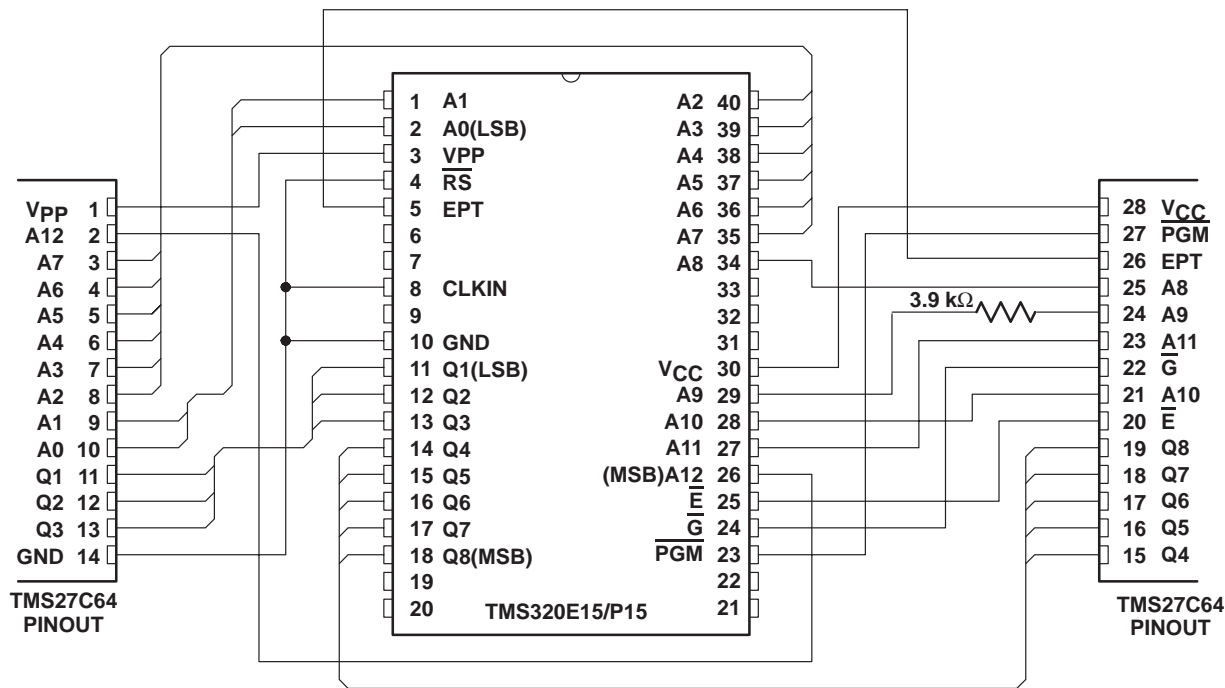 1 A1
2 A0(LSB)
3 VPP
4 RS
5 EPT
6
7
8 CLKIN
9
10 GND
11 Q1(LSB)
12 Q2
13 Q3
14 Q4
15 Q5
16 Q6
17 Q7
18 Q8(MSB)
19
20
A2 40
A3 39
A4 38
A5 37
A6 36
A7 35
A8 34
33
32
31
VCC 30
A9 29
A10 28
A11 27
(MSB)A12 26
E 25
G 24
PGM 23
22
21
TMS320E15/P15
VPP 1
A12 2
A7 3
A6 4
A5 5
A4 6
A3 7
A2 8
A1 9
A0 10
Q1 11
Q2 12
Q3 13
GND 14
TMS27C64
PINOUT
3.9 kΩ
28 VCC
27 PGM
26 EPT
25 A8
24 A9
23 A11
22 G
21 A10
20 E
19 Q8
18 Q7
17 Q6
16 Q5
15 Q4
TMS27C64
PINOUT